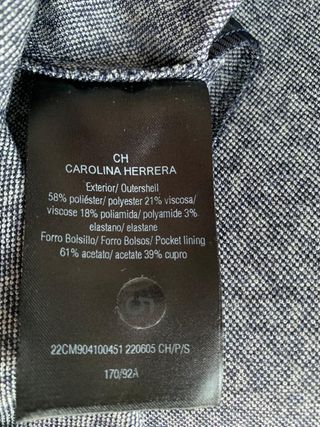 CH
CAROLINA HERRERA
Exterior/ Outershell
58% poliéster/ polyester 21% viscosa/
viscose 18% poliamida/ polyamide 3%
elastano/ elastane
Forro Bolsillo/ Forro Bolsos/ Pocket lining
61% acetato/ acetate 39% cupro
22CM904100451 220605 CH/P/S
170/92A